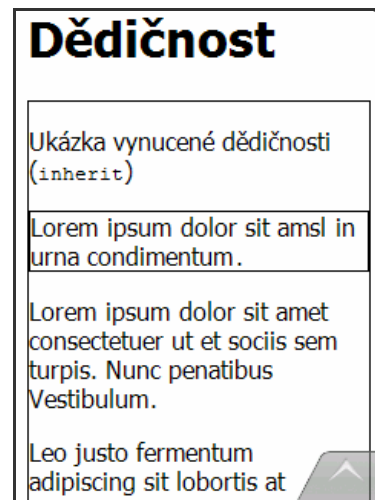 Dědičnost
Ukázka vynucené dědičnosti
(inherit)
Lorem ipsum dolor sit amsl in
urna condimentum.
Lorem ipsum dolor sit amet
consectetuer ut et sociis sem
turpis. Nunc penatibus
Vestibulum.
Leo justo fermentum
adipiscing sit lobortis at